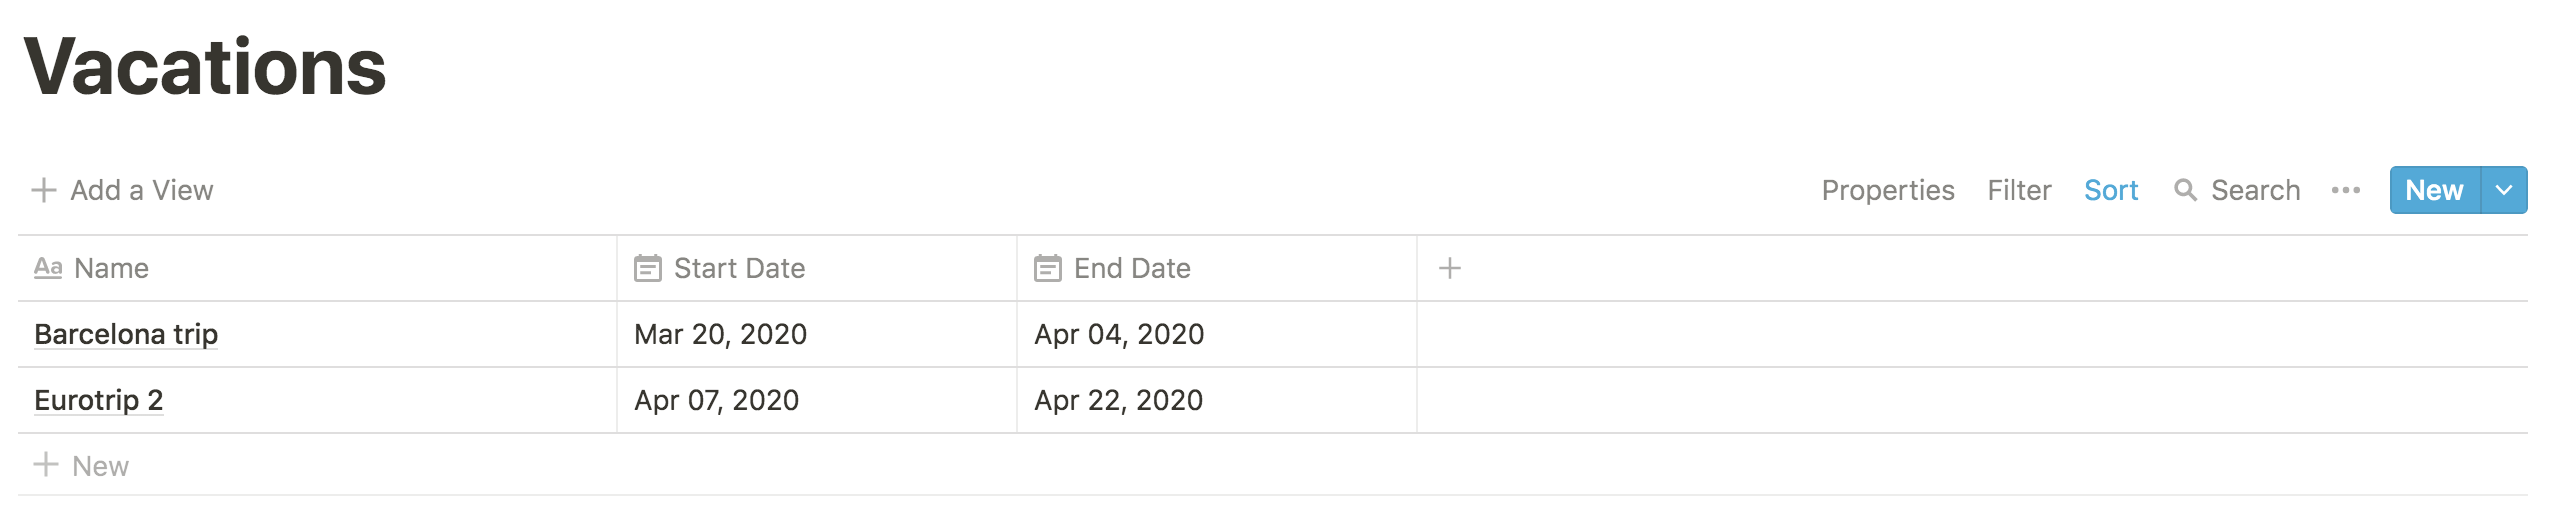 Vacations
Add a View Properties Filter Sort Search New
Aa Name Start Date End Date
Barcelona trip Mar 20, 2020 Apr 04, 2020
Eurotrip 2 Apr 07, 2020 Apr 22, 2020
New